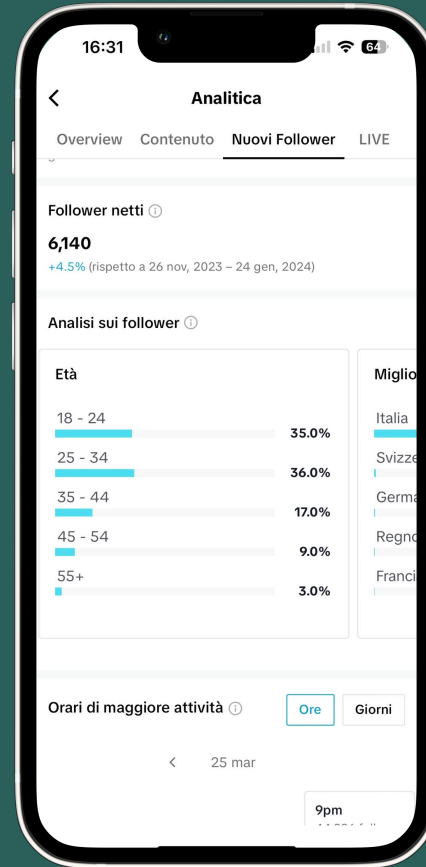 16:31
64
Analitica
Overview Contenuto Nuovi Follower LIVE
Follower netti
6,140
+4.5% (rispetto a 26 nov, 2023 – 24 gen, 2024)
Analisi sui follower
Età
18 - 24
35.0%
25 - 34
36.0%
35 - 44
17.0%
45 - 54
9.0%
55+
3.0%
Miglio
Italia
Svizze
Germa
Regno
Franci
Orari di maggiore attività
Ore Giorni
25 mar
9pm